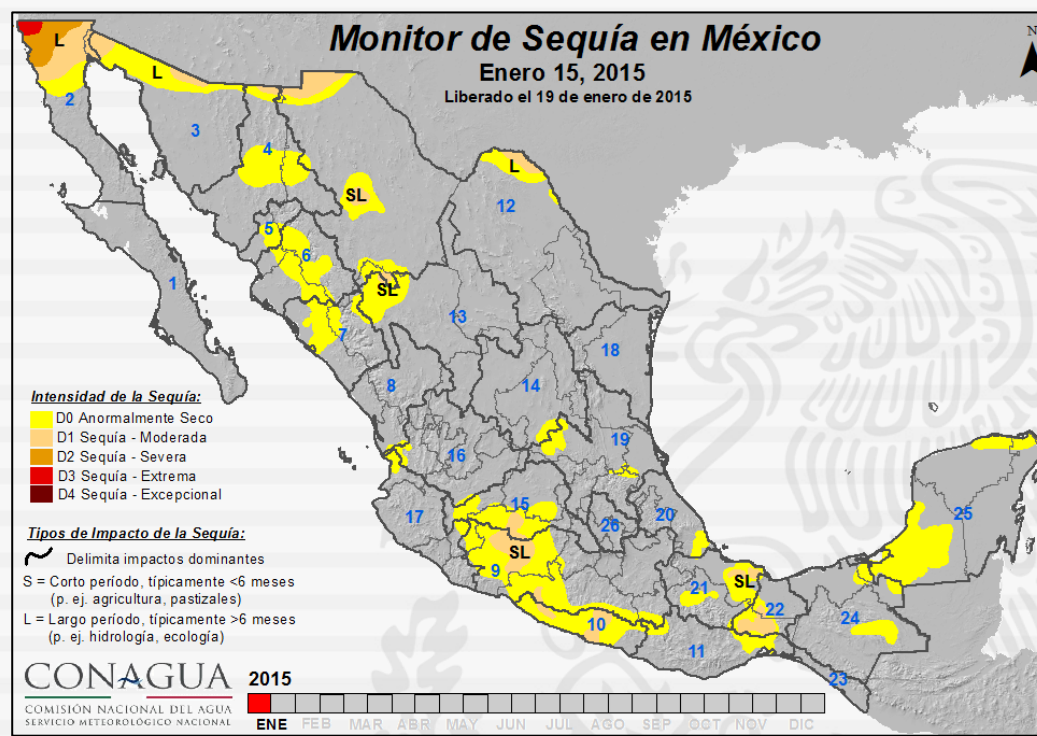 Monitor de Sequía en México
Enero 15, 2015
Liberado el 19 de enero de 2015
N
L
L
2
3
4
L
12
SL
5
6
1
SL
13
7
18
8
14
Intensidad de la Sequía:
D0 Anormalmente Seco
D1 Sequía - Moderada
D2 Sequía - Severa
D3 Sequía - Extrema
D4 Sequía - Excepcional
19
16
15
17
26
20
25
SL
9
SL
21
22
10
24
11
23
Tipos de Impacto de la Sequía:
Delimita impactos dominantes
S = Corto período, típicamente <6 meses
(p. ej. agricultura, pastizales)
L = Largo período, típicamente >6 meses
(p. ej. hidrología, ecología)
CONAGUA
COMISIÓN NACIONAL DEL AGUA
SERVICIO METEOROLÓGICO NACIONAL
2015
ENE FEB MAR ABR MAY JUN JUL AGO SEP OCT NOV DIC